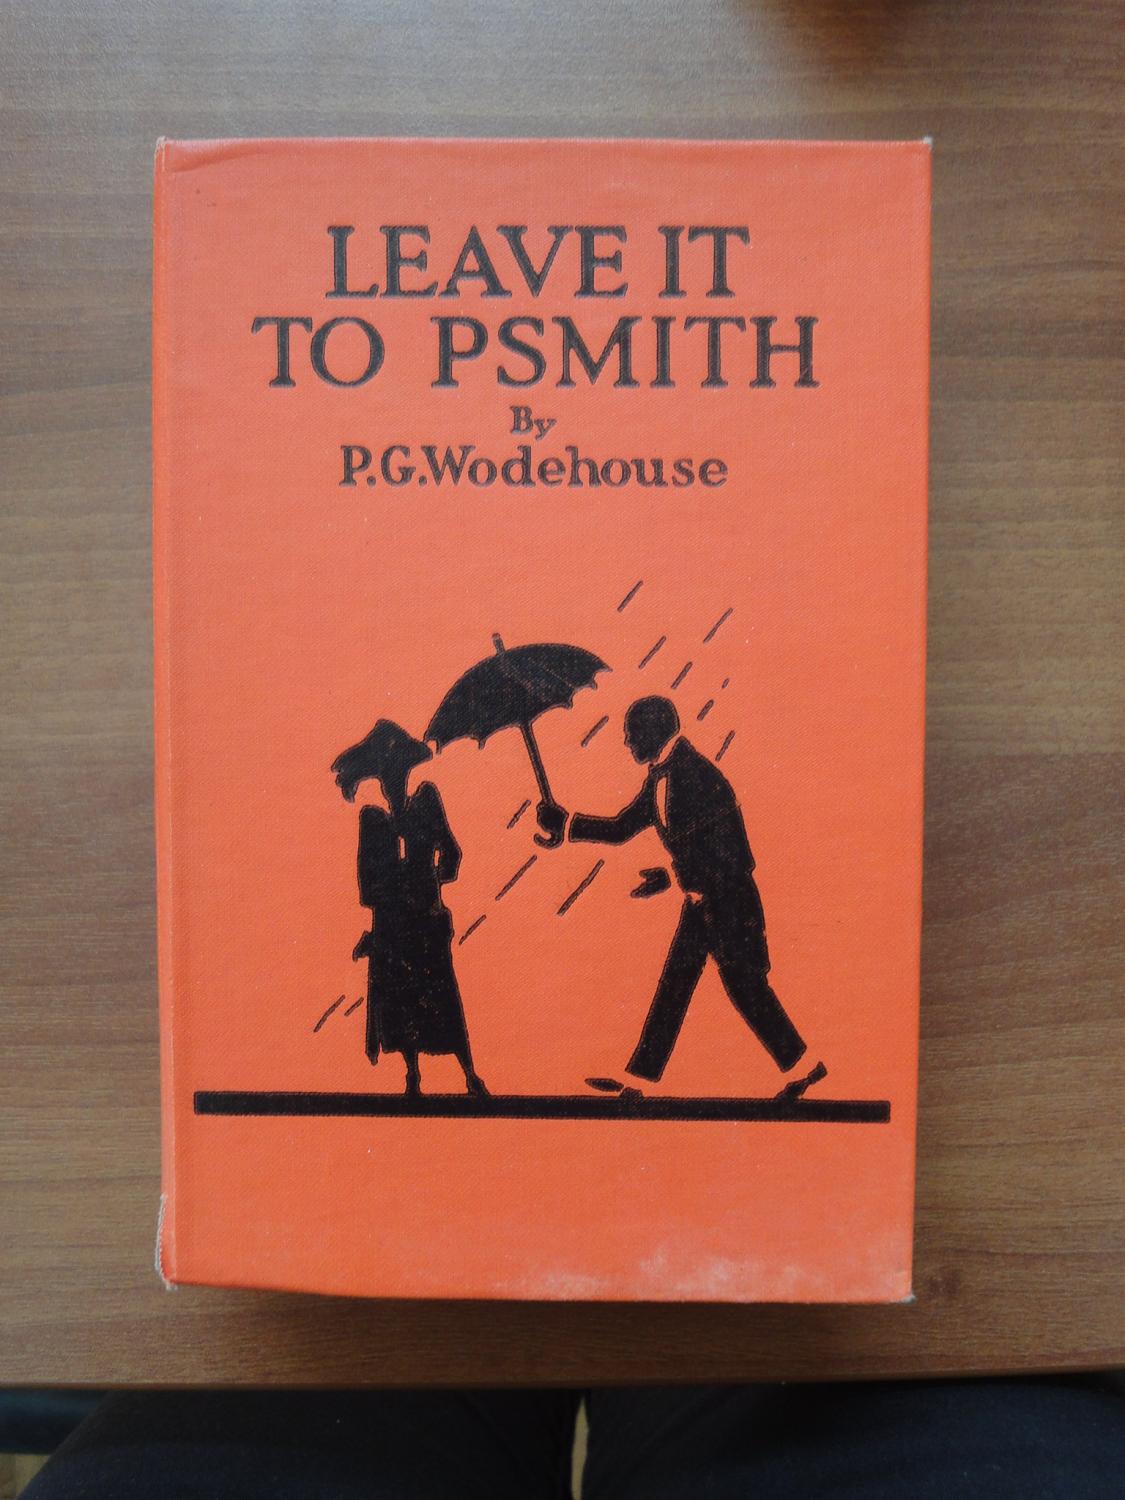 LEAVE IT
TO PSMITH
By
P.G.Wodehouse